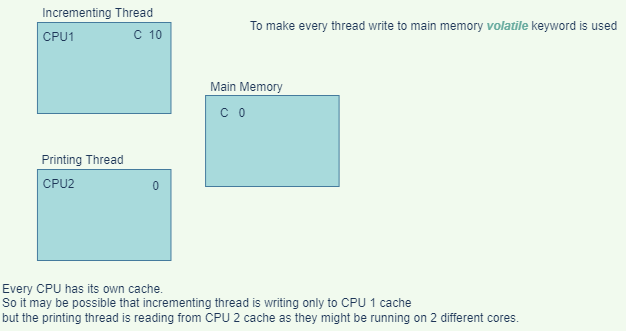 Incrementing Thread
CPU1 C 10
To make every thread write to main memory volatile keyword is used
Main Memory
C 0
Printing Thread
CPU2 0
Every CPU has its own cache.
So it may be possible that incrementing thread is writing only to CPU 1 cache
but the printing thread is reading from CPU 2 cache as they might be running on 2 different cores.